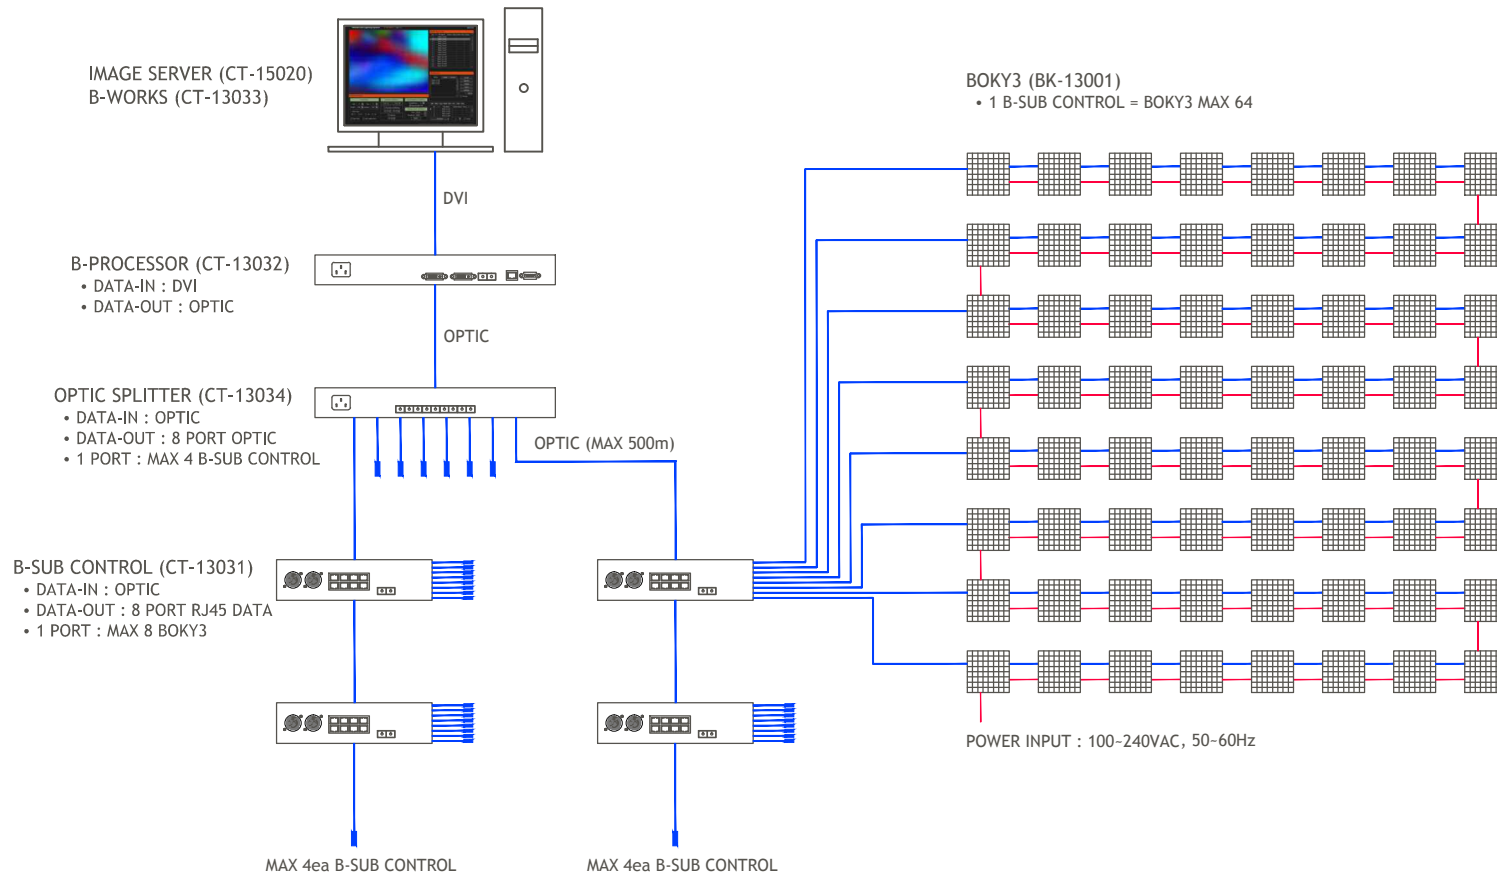 IMAGE SERVER (CT-15020)
B-WORKS (CT-13033)
DVI
B-PROCESSOR (CT-13032)
• DATA-IN : DVI
• DATA-OUT : OPTIC
OPTIC
OPTIC SPLITTER (CT-13034)
• DATA-IN : OPTIC
• DATA-OUT : 8 PORT OPTIC
• 1 PORT : MAX 4 B-SUB CONTROL
OPTIC (MAX 500m)
B-SUB CONTROL (CT-13031)
• DATA-IN : OPTIC
• DATA-OUT : 8 PORT RJ45 DATA
• 1 PORT : MAX 8 BOKY3
MAX 4ea B-SUB CONTROL
MAX 4ea B-SUB CONTROL
BOKY3 (BK-13001)
• 1 B-SUB CONTROL = BOKY3 MAX 64
POWER INPUT : 100~240VAC, 50~60Hz